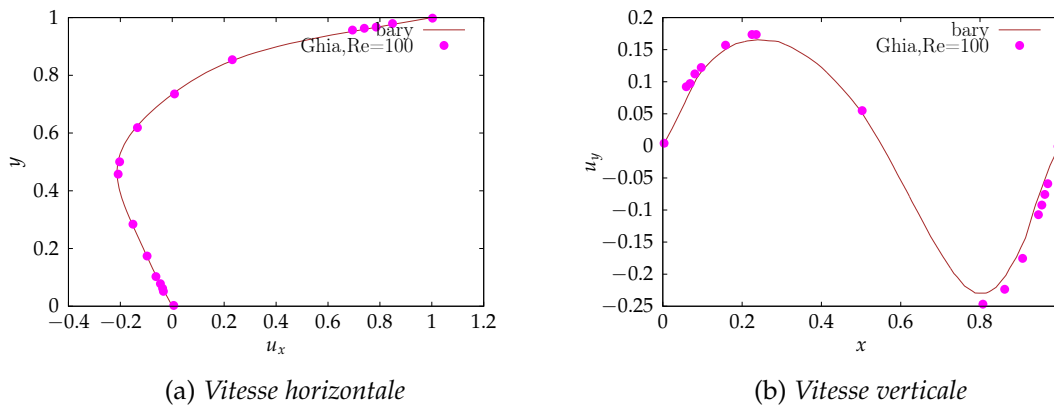 1
0.8
0.6
0.4
0.2
0
−0.4 −0.2 0 0.2 0.4 0.6 0.8 1 1.2
y
u_x
bary
Ghia,Re=100
(a) Vitesse horizontale
0.2
0.15
0.1
0.05
0
−0.05
−0.1
−0.15
−0.2
−0.25
0 0.2 0.4 0.6 0.8
u_y
x
bary
Ghia,Re=100
(b) Vitesse verticale